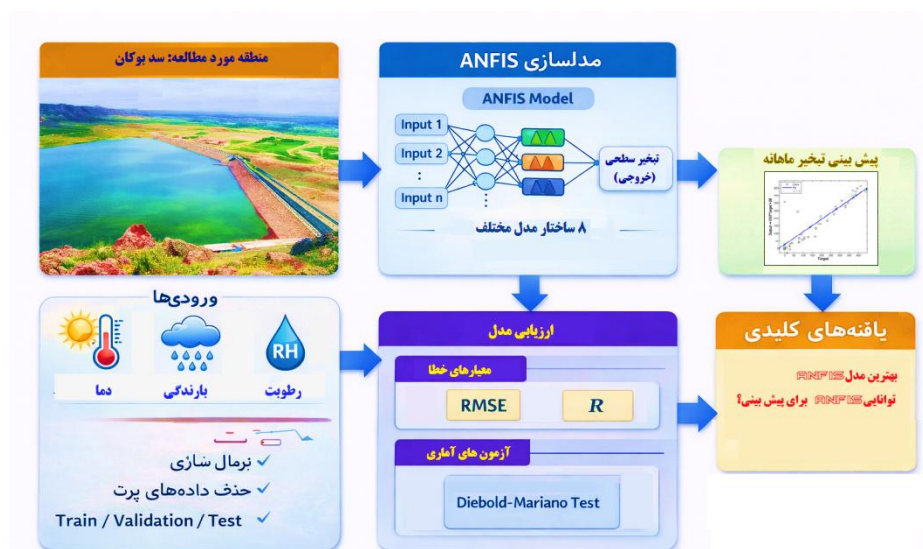 منطقه مورد مطالعه: سد بوکان
مدلسازی ANFIS
ANFIS Model
Input 1
Input 2
:
Input n
تبخیر سطحی
(خروجی)
۸ ساختار مدل مختلف
پیش بینی تبخیر ماهانه
Target
ورودی‌ها
RH
دما
بارندگی
رطوبت
نرمال سازی
حذف داده‌های پرت
Train / Validation / Test
ارزیابی مدل
معیارهای خطا
RMSE
R
آزمون های آماری
Diebold-Mariano Test
یافته‌های کلیدی
بهترین مدل ANFIS
توانایی ANFIS برای پیش بینی؟